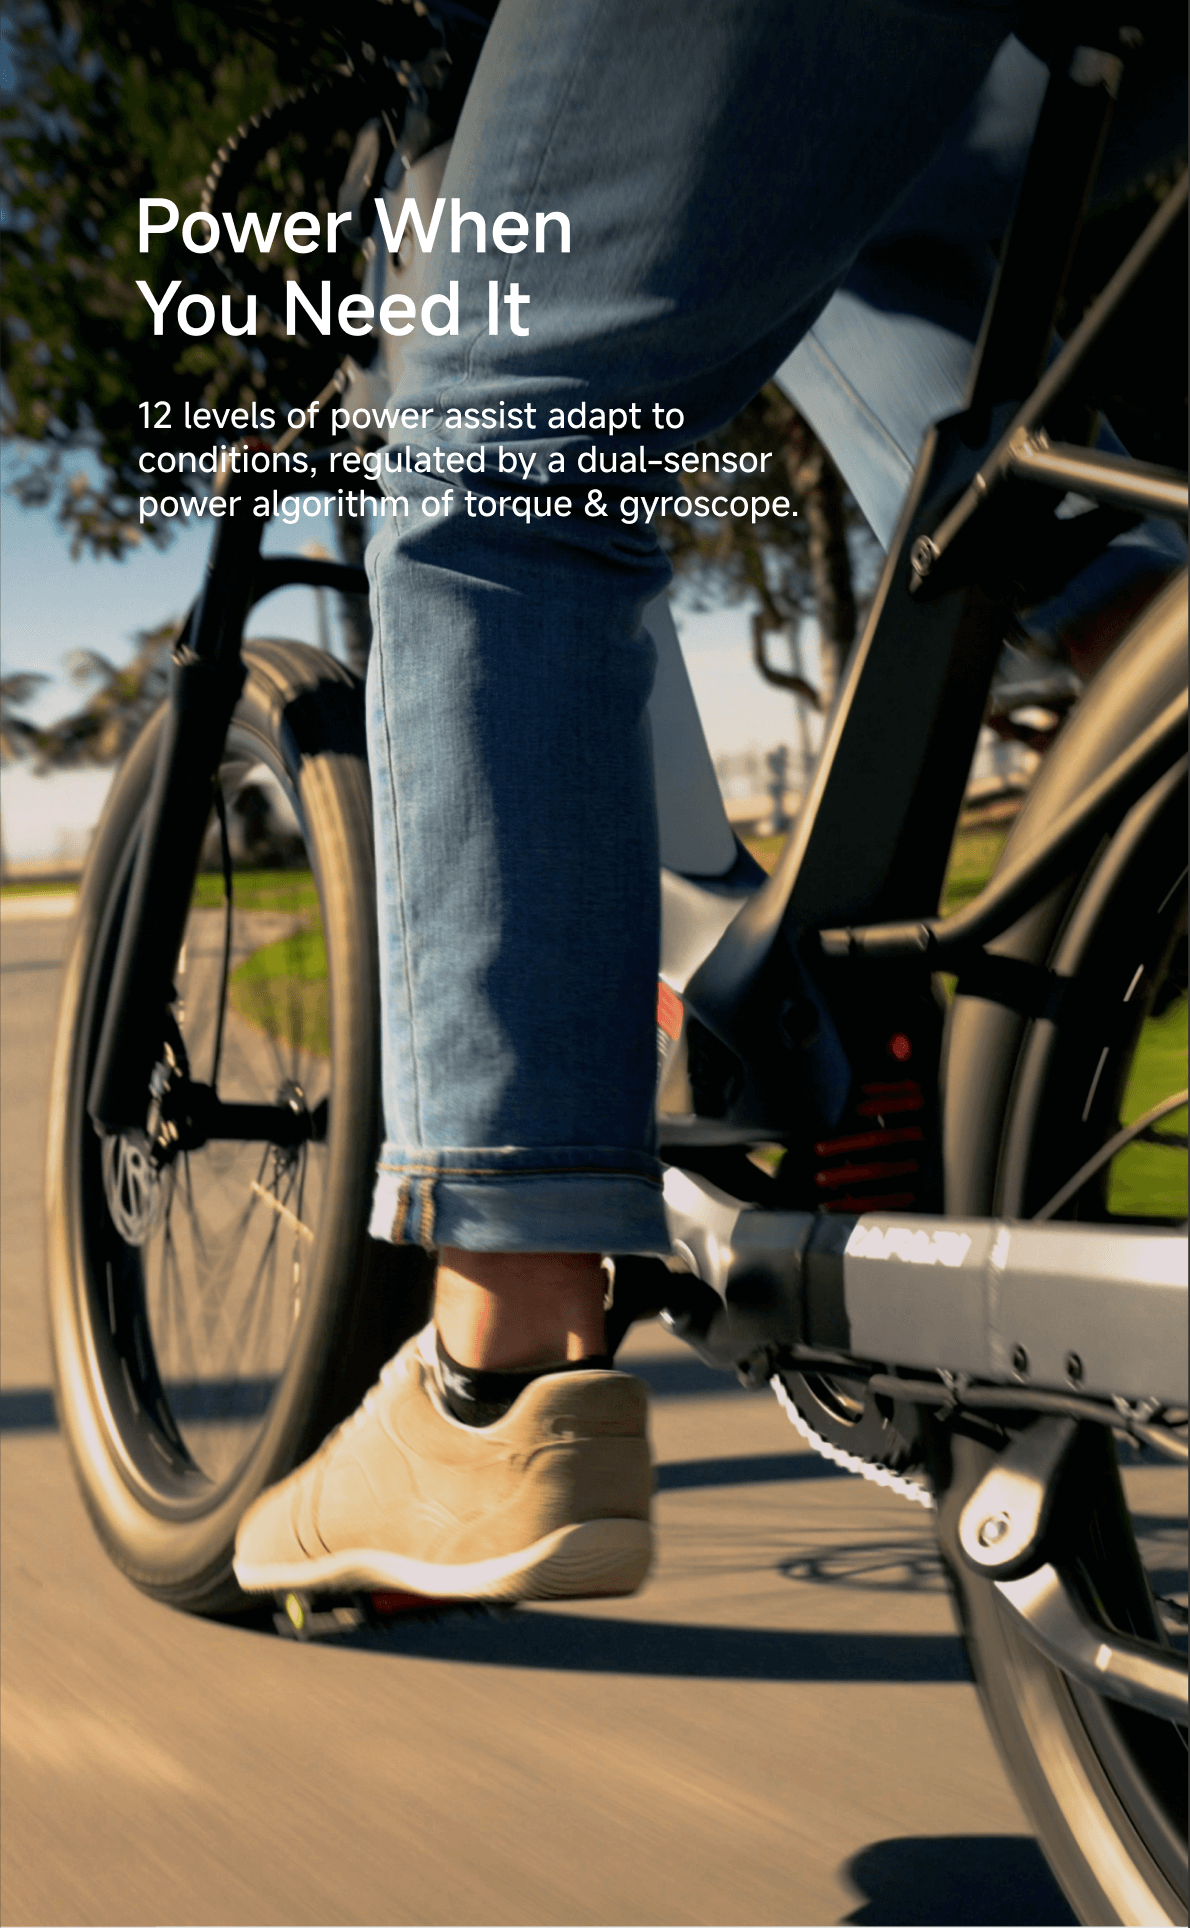 Power When
You Need It
12 levels of power assist adapt to
conditions, regulated by a dual-sensor
power algorithm of torque & gyroscope.